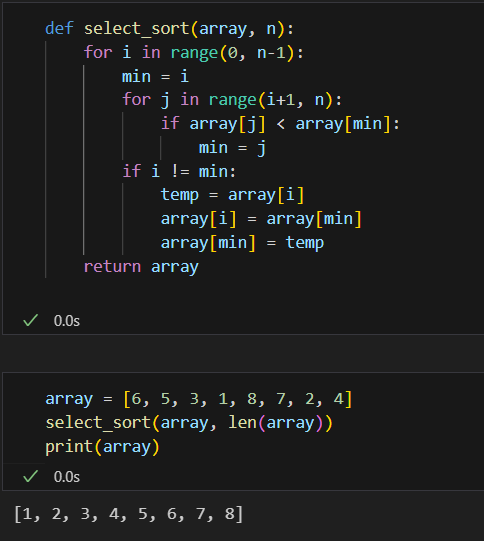 def select_sort(array, n):
    for i in range(0, n-1):
        min = i
        for j in range(i+1, n):
            if array[j] < array[min]:
                min = j
        if i != min:
            temp = array[i]
            array[i] = array[min]
            array[min] = temp
    return array
0.0s
array = [6, 5, 3, 1, 8, 7, 2, 4]
select_sort(array, len(array))
print(array)
0.0s
[1, 2, 3, 4, 5, 6, 7, 8]